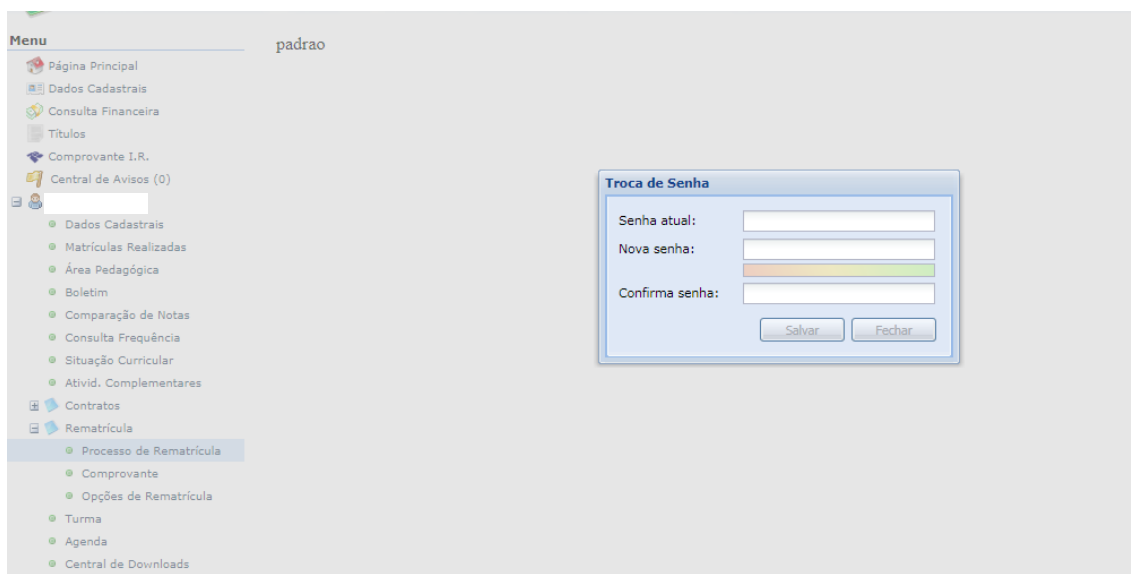 Menu
Página Principal
Dados Cadastrais
Consulta Financeira
Títulos
Comprovante I.R.
Central de Avisos (0)
Dados Cadastrais
Matrículas Realizadas
Área Pedagógica
Boletim
Comparação de Notas
Consulta Frequência
Situação Curricular
Ativid. Complementares
Contratos
Rematrícula
Processo de Rematrícula
Comprovante
Opções de Rematrícula
Turma
Agenda
Central de Downloads
padrao
Troca de Senha
Senha atual:
Nova senha:
Confirma senha:
Salvar Fechar